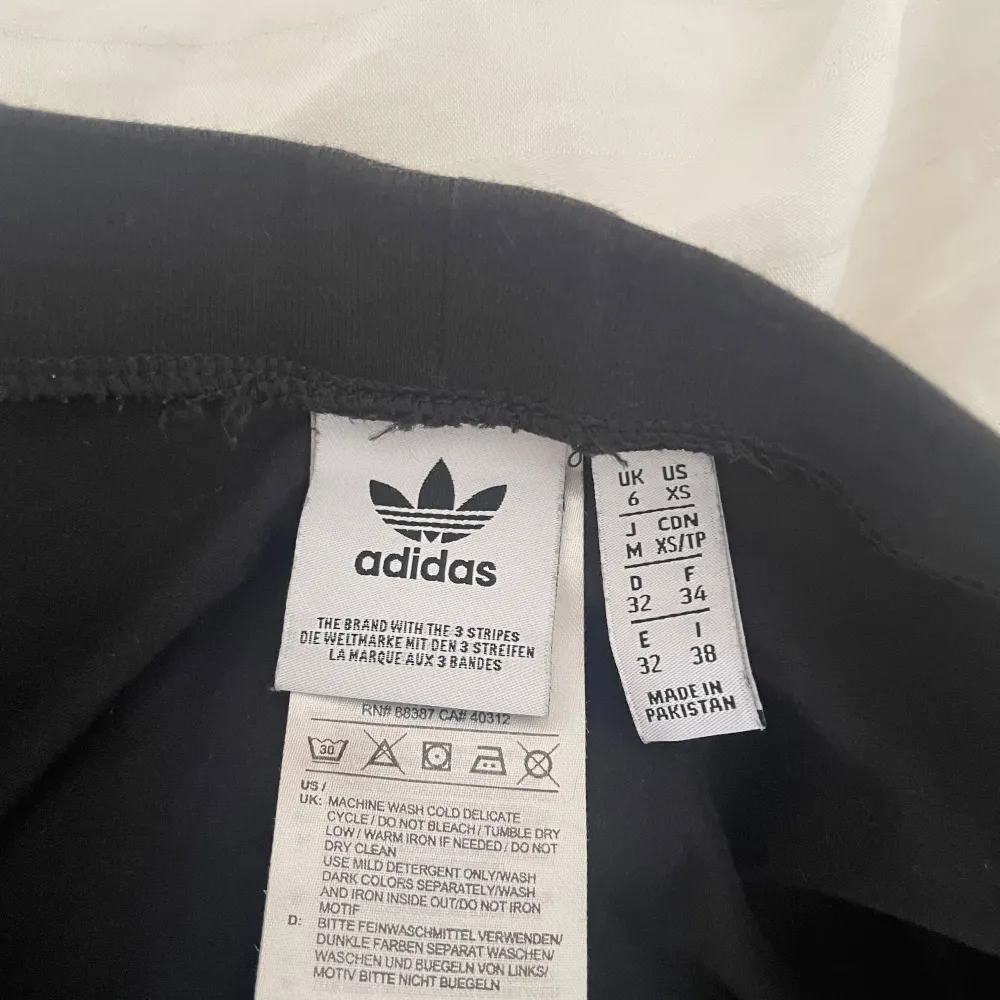 adidas
THE BRAND WITH THE 3 STRIPES
DIE WELTMARKE MIT DEN 3 STREIFEN
LA MARQUE AUX 3 BANDES
RN# 88387 CA# 40312
30
US /
UK: MACHINE WASH COLD DELICATE
CYCLE / DO NOT BLEACH / TUMBLE DRY
LOW / WARM IRON IF NEEDED / DO NOT
DRY CLEAN
USE MILD DETERGENT ONLY/WASH
DARK COLORS SEPARATELY/WASH
AND IRON INSIDE OUT/DO NOT IRON
MOTIF
D: BITTE FEINWASCHMITTEL VERWENDEN/
DUNKLE FARBEN SEPARAT WASCHEN/
WASCHEN UND BUEGELN VON LINKS/
MOTIV BITTE NICHT BUEGELN
UK US
6 XS
J CDN
M XS/TP
D F
32 34
E I
32 38
MADE IN
PAKISTAN